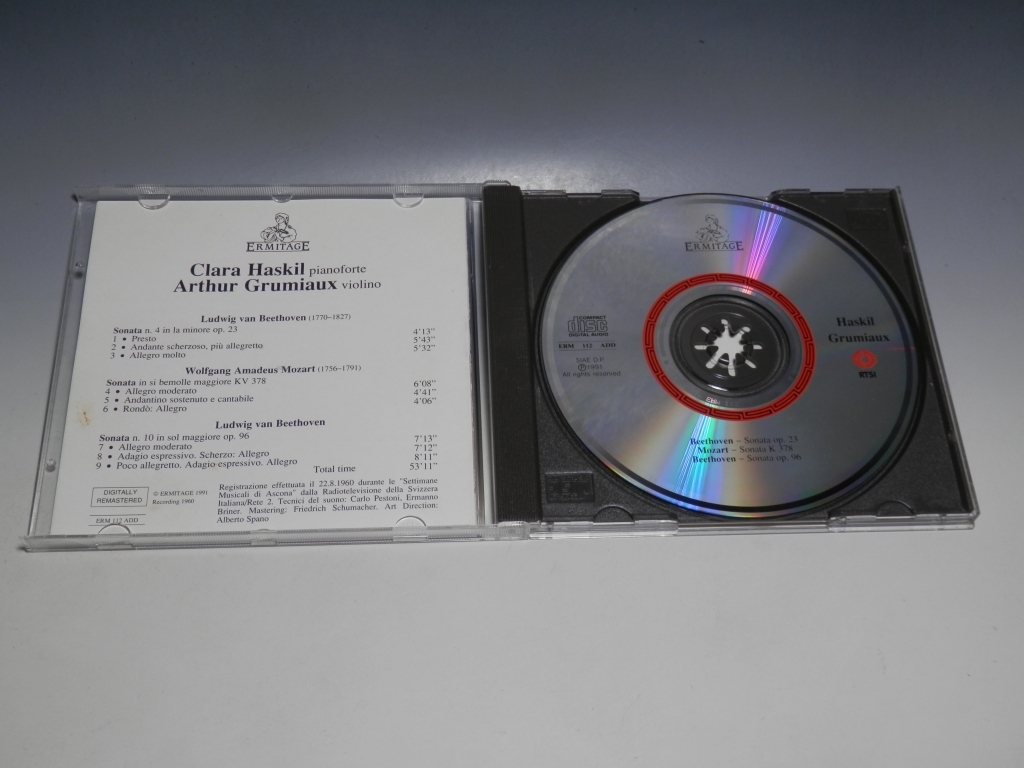 ERMITAGE
Clara Haskil pianoforte
Arthur Grumiaux violino
Ludwig van Beethoven (1770-1827)
Sonata n. 4 in la minore op. 23
1 • Presto 4'13"
2 • Andante scherzoso, più allegretto 5'43"
3 • Allegro molto 5'32"
Wolfgang Amadeus Mozart (1756-1791)
Sonata in si bemolle maggiore KV 378
4 • Allegro moderato 6'08"
5 • Andantino sostenuto e cantabile 4'41"
6 • Rondò: Allegro 4'06"
Ludwig van Beethoven
Sonata n. 10 in sol maggiore op. 96
7 • Allegro moderato 7'13"
8 • Adagio espressivo. Scherzo: Allegro 7'12"
9 • Poco allegretto. Adagio espressivo. Allegro 8'11"
Total time 53'11"
DIGITALLY
REMASTERED
© ERMITAGE 1991
Recording 1960
ERM 112 ADD
Registrazione effettuata il 22.8.1960 durante le "Settimane
Musicali di Ascona" dalla Radiotelevisione della Svizzera
Italiana/Rete 2. Tecnici del suono: Carlo Pestoni, Ermanno
Briner. Mastering: Friedrich Schumacher. Art Direction:
Alberto Spano
ERMITAGE
COMPACT
disc
DIGITAL AUDIO
ERM 112 ADD
SIAE D.P.
Ⓟ1991
All rights reserved
Haskil
Grumiaux
RTSI
Beethoven – Sonata op. 23
Mozart – Sonata K 378
Beethoven – Sonata op. 96